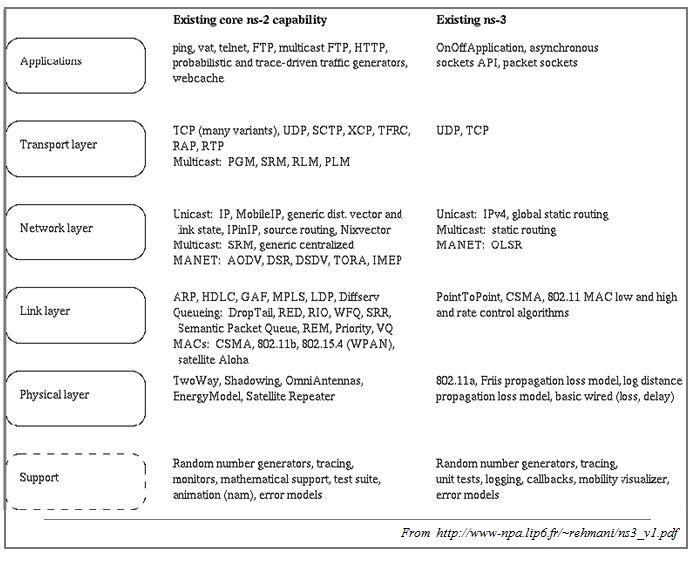 Existing core ns-2 capability
Existing ns-3
Applications
ping, vat, telnet, FTP, multicast FTP, HTTP,
probabilistic and trace-driven traffic generators,
webcache
OnOffApplication, asynchronous
sockets API, packet sockets
Transport layer
TCP (many variants), UDP, SCTP, XCP, TFRC,
RAP, RTP
Multicast: PGM, SRM, RLM, PLM
UDP, TCP
Network layer
Unicast: IP, MobileIP, generic dist. vector and
link state, IPinIP, source routing, Nixvector
Multicast: SRM, generic centralized
MANET: AODV, DSR, DSDV, TORA, IMEP
Unicast: IPv4, global static routing
Multicast: static routing
MANET: OLSR
Link layer
ARP, HDLC, GAF, MPLS, LDP, Diffserv
Queueing: DropTail, RED, RIO, WFQ, SRR,
Semantic Packet Queue, REM, Priority, VQ
MACs: CSMA, 802.11b, 802.15.4 (WPAN),
satellite Aloha
PointToPoint, CSMA, 802.11 MAC low and high
and rate control algorithms
Physical layer
TwoWay, Shadowing, OmniAntennas,
EnergyModel, Satellite Repeater
802.11a, Friis propagation loss model, log distance
propagation loss model, basic wired (loss, delay)
Support
Random number generators, tracing,
monitors, mathematical support, test suite,
animation (nam), error models
Random number generators, tracing,
unit tests, logging, callbacks, mobility visualizer,
error models
From http://www-npa.lip6.fr/~rehmani/ns3_v1.pdf